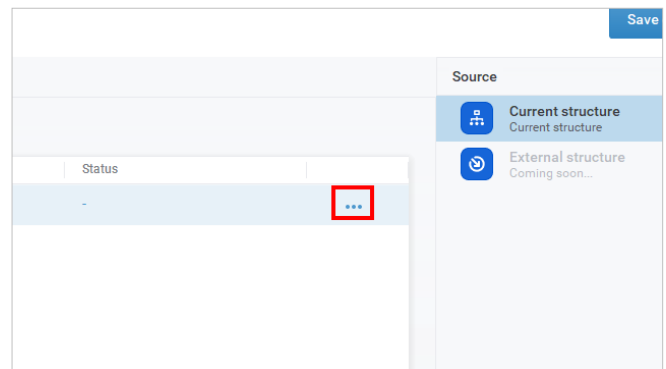 Save
Source
Current structure
Current structure
External structure
Coming soon...
Status
-